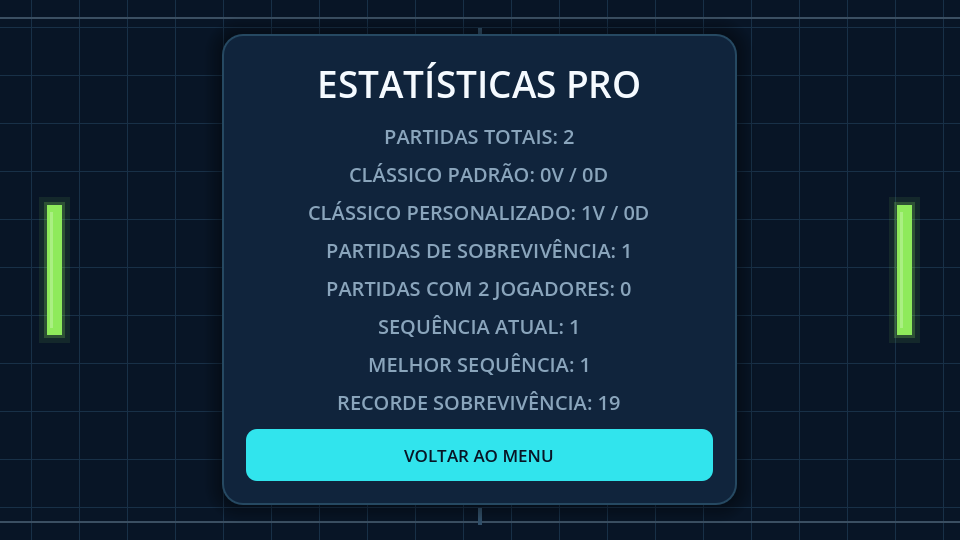 ESTATÍSTICAS PRO
PARTIDAS TOTAIS: 2
CLÁSSICO PADRÃO: 0V / 0D
CLÁSSICO PERSONALIZADO: 1V / 0D
PARTIDAS DE SOBREVIVÊNCIA: 1
PARTIDAS COM 2 JOGADORES: 0
SEQUÊNCIA ATUAL: 1
MELHOR SEQUÊNCIA: 1
RECORDE SOBREVIVÊNCIA: 19
VOLTAR AO MENU